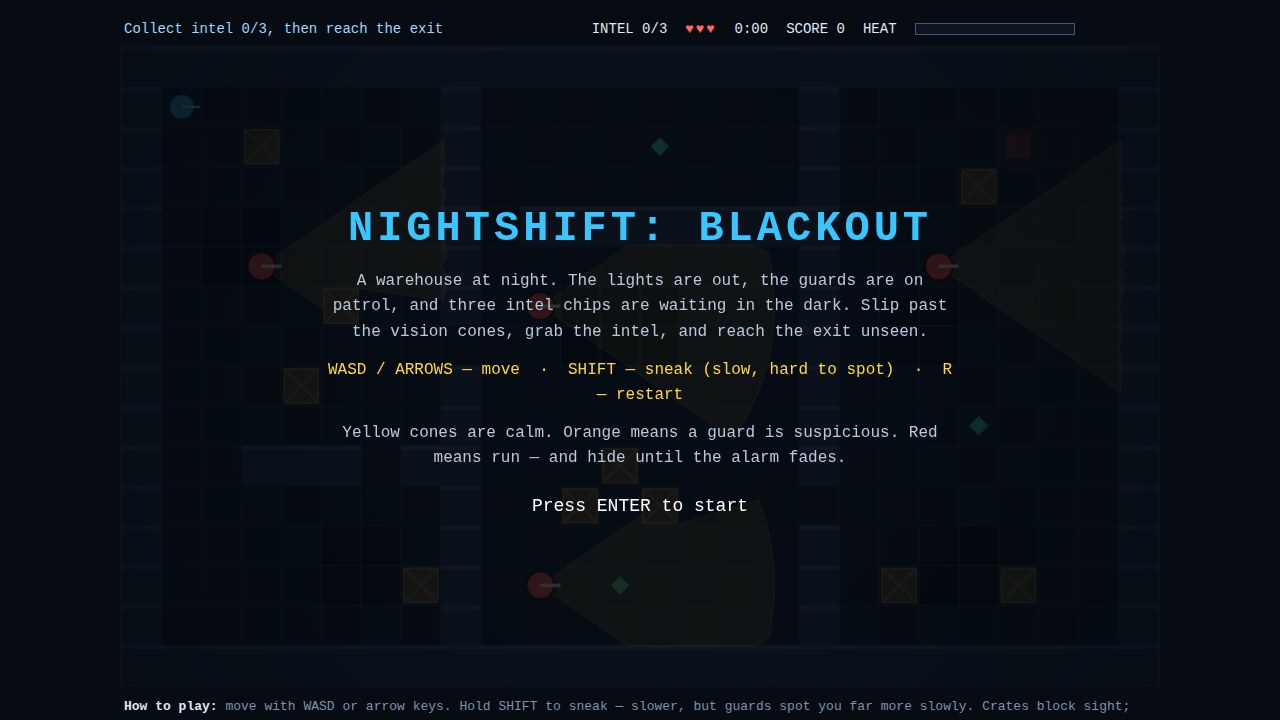 Collect intel 0/3, then reach the exit
INTEL 0/3 ♥♥♥ 0:00 SCORE 0 HEAT
NIGHTSHIFT: BLACKOUT
A warehouse at night. The lights are out, the guards are on
patrol, and three intel chips are waiting in the dark. Slip past
the vision cones, grab the intel, and reach the exit unseen.
WASD / ARROWS — move · SHIFT — sneak (slow, hard to spot) · R
— restart
Yellow cones are calm. Orange means a guard is suspicious. Red
means run — and hide until the alarm fades.
Press ENTER to start
How to play: move with WASD or arrow keys. Hold SHIFT to sneak — slower, but guards spot you far more slowly. Crates block sight;